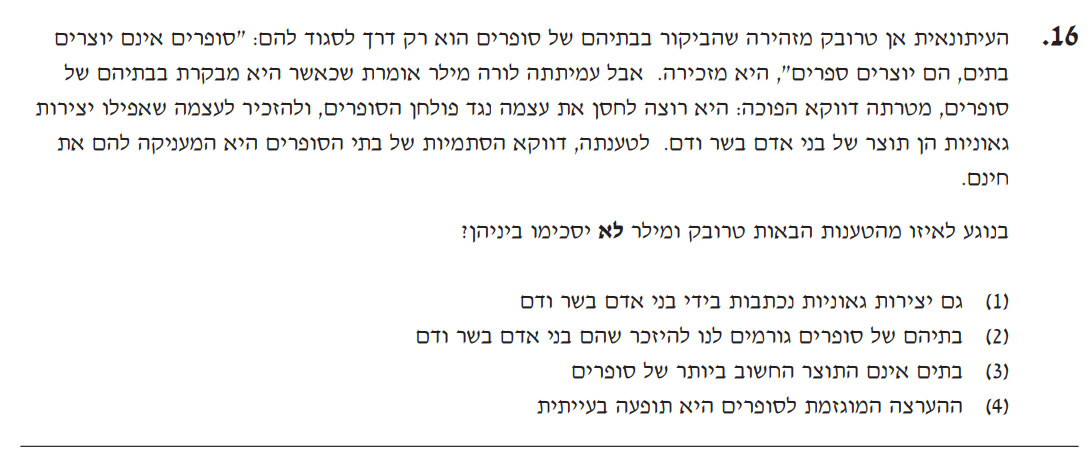 16. העיתונאית אן טרובק מזהירה שהביקור בבתיהם של סופרים הוא רק דרך לסגוד להם: "סופרים אינם יוצרים
בתים, הם יוצרים ספרים", היא מזכירה. אבל עמיתתה לורה מילר אומרת שכאשר היא מבקרת בבתיהם של
סופרים, מטרתה דווקא הפוכה: היא רוצה לחסן את עצמה נגד פולחן הסופרים, ולהזכיר לעצמה שאפילו יצירות
גאוניות הן תוצר של בני אדם בשר ודם. לטענתה, דווקא הסתמיות של בתי הסופרים היא המעניקה להם את
חינם.
בנוגע לאיזו מהטענות הבאות טרובק ומילר לא יסכימו ביניהן?
(1) גם יצירות גאוניות נכתבות בידי בני אדם בשר ודם
(2) בתיהם של סופרים גורמים לנו להיזכר שהם בני אדם בשר ודם
(3) בתים אינם התוצר החשוב ביותר של סופרים
(4) ההערצה המוגזמת לסופרים היא תופעה בעייתית